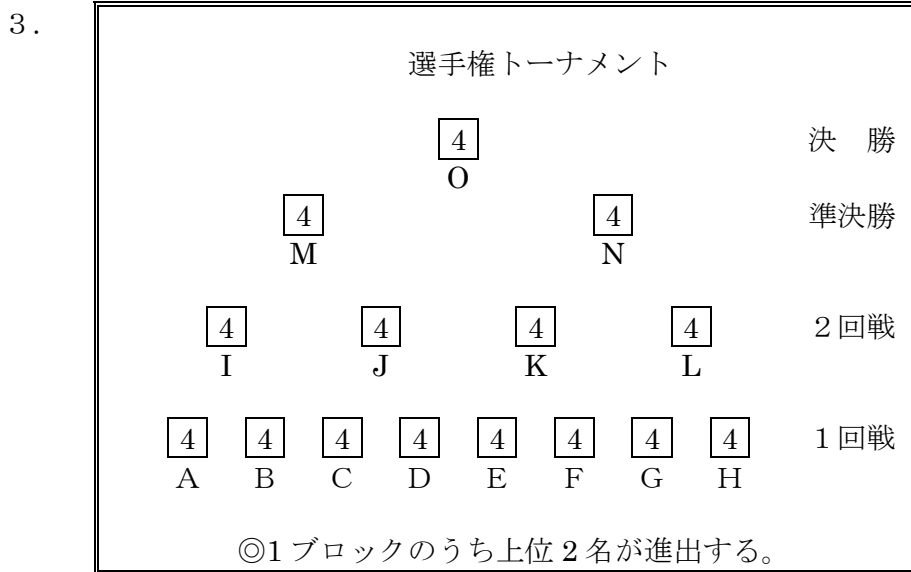 ３．
選手権トーナメント
4 決　勝
O
4 4 準決勝
M N
4 4 4 4 ２回戦
I J K L
4 4 4 4 4 4 4 4 １回戦
A B C D E F G H
◎1 ブロックのうち上位 2 名が進出する。